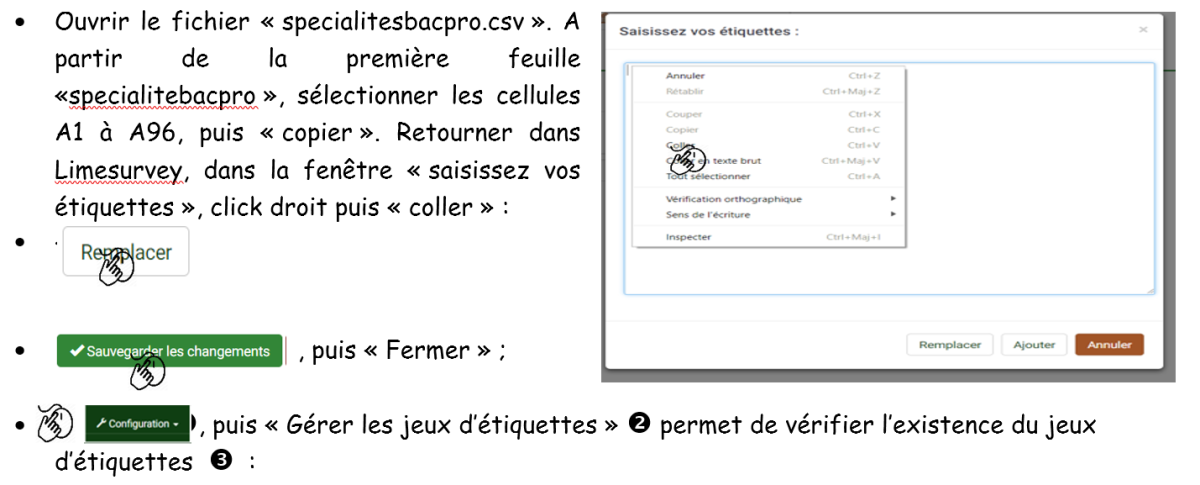 • Ouvrir le fichier « specialitesbacpro.csv ». A
partir de la première feuille
«specialitebacpro », sélectionner les cellules
A1 à A96, puis « copier ». Retourner dans
Limesurvey, dans la fenêtre « saisissez vos
étiquettes », click droit puis « coller » :
• Remplacer
• ✔ Sauvegarder les changements , puis « Fermer » ;
Saisissez vos étiquettes : ×
Annuler Ctrl+Z
Rétablir Ctrl+Maj+Z
Couper Ctrl+X
Copier Ctrl+C
Coller Ctrl+V
en texte brut Ctrl+Maj+V
Tout sélectionner Ctrl+A
Vérification orthographique
Sens de l'écriture
Inspecter Ctrl+Maj+I
Remplacer Ajouter Annuler
• Configuration , puis « Gérer les jeux d'étiquettes » ❷ permet de vérifier l'existence du jeux
d'étiquettes ❸ :